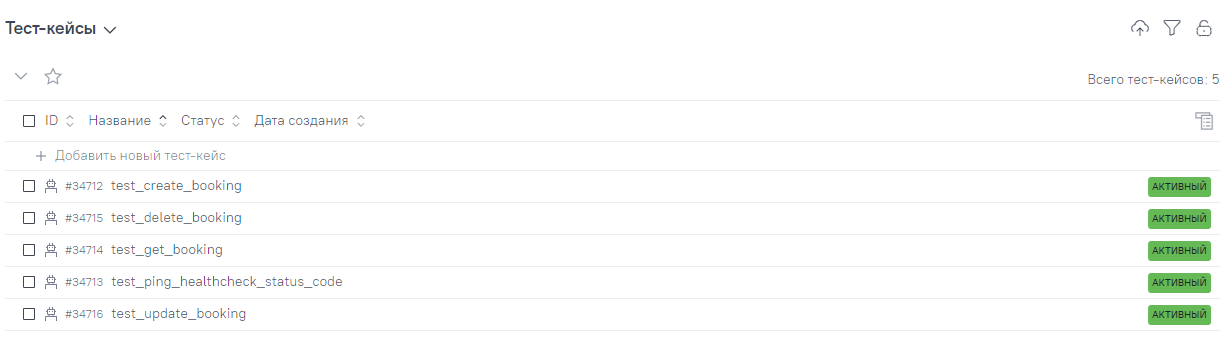 Тест-кейсы
Всего тест-кейсов: 5
ID Название Статус Дата создания
Добавить новый тест-кейс
#34712 test_create_booking АКТИВНЫЙ
#34715 test_delete_booking АКТИВНЫЙ
#34714 test_get_booking АКТИВНЫЙ
#34713 test_ping_healthcheck_status_code АКТИВНЫЙ
#34716 test_update_booking АКТИВНЫЙ